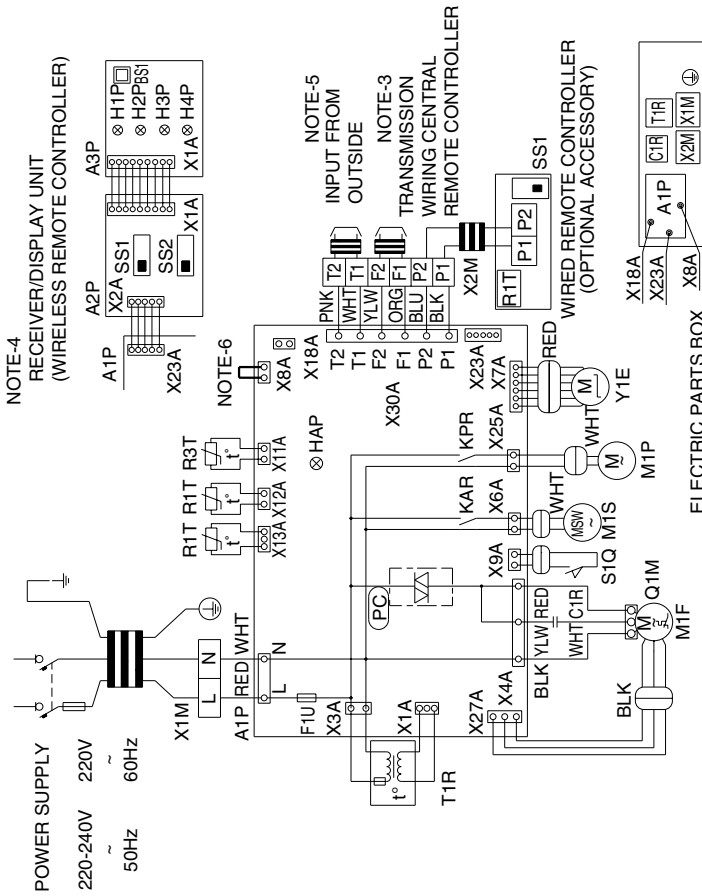 NOTE-4
RECEIVER/DISPLAY UNIT
(WIRELESS REMOTE CONTROLLER)
A1P
X23A
A2P
X2A
SS1
SS2
X1A
A3P
BS1
H1P
H2P
H3P
H4P
X1A
POWER SUPPLY
220-240V
~
50Hz
220V
~
60Hz
X1M
L
N
A1P
RED
WHT
L
N
F1U
X3A
X1A
t°
T1R
R1T
t°
X13A
R1T
t°
X12A
R3T
t°
X11A
HAP
NOTE-6
X8A
X18A
NOTE-5
INPUT FROM
OUTSIDE
NOTE-3
TRANSMISSION
WIRING CENTRAL
REMOTE CONTROLLER
T2
PNK
T2
T1
WHT
T1
F2
YLW
F2
F1
ORG
F1
P2
BLU
P2
P1
BLK
P1
X30A
X2M
R1T
P1
P2
SS1
WIRED REMOTE CONTROLLER
(OPTIONAL ACCESSORY)
PC
KAR
KPR
X27A
X4A
BLK
YLW
RED
WHT
C1R
BLK
M
~
Q1M
M1F
X9A
S1Q
X6A
WHT
MSW
~
M1S
X25A
WHT
M
~
M1P
X23A
X7A
RED
M
Y1E
X18A
X23A
X8A
A1P
C1R
T1R
X2M
X1M
ELECTRIC PARTS BOX